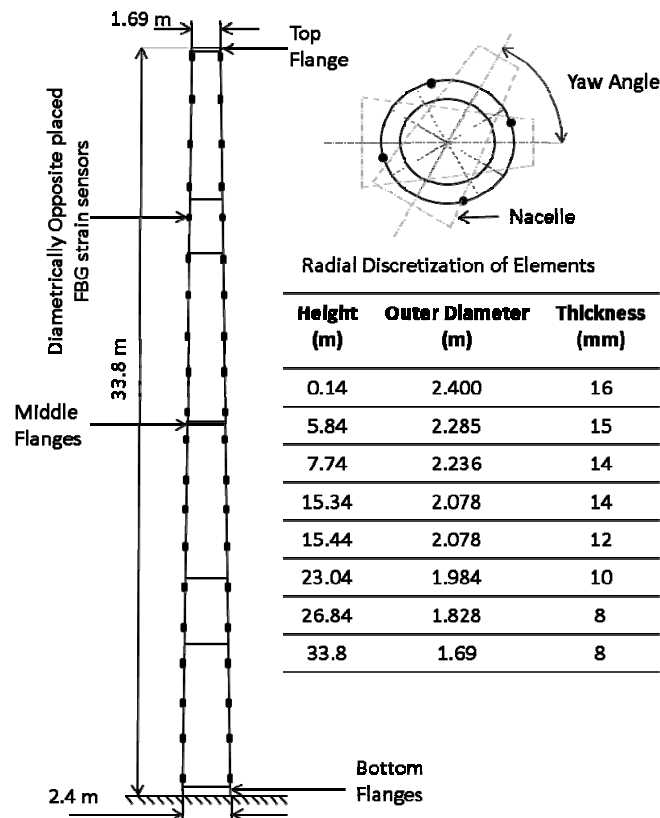 1.69 m
Top
Flange
Yaw Angle
Diametrically Opposite placed
FBG strain sensors
33.8 m
Nacelle
Radial Discretization of Elements
Height Outer Diameter Thickness
(m) (m) (mm)
0.14 2.400 16
5.84 2.285 15
7.74 2.236 14
15.34 2.078 14
15.44 2.078 12
23.04 1.984 10
26.84 1.828 8
33.8 1.69 8
Middle
Flanges
Bottom
Flanges
2.4 m